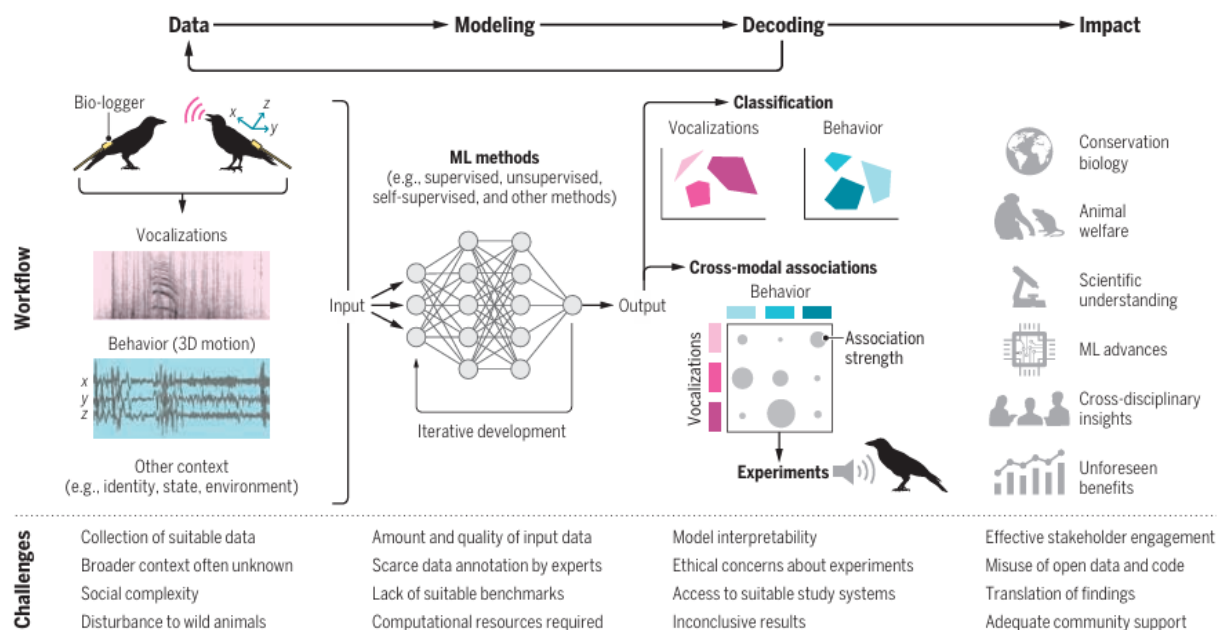 Data
Modeling
Decoding
Impact
Workflow
Bio-logger
x
z
y
Vocalizations
Behavior (3D motion)
x
y
z
Other context
(e.g., identity, state, environment)
Input
ML methods
(e.g., supervised, unsupervised,
self-supervised, and other methods)
Iterative development
Output
Classification
Vocalizations
Behavior
Cross-modal associations
Behavior
Vocalizations
Association
strength
Experiments
Conservation
biology
Animal
welfare
Scientific
understanding
ML advances
Cross-disciplinary
insights
Unforeseen
benefits
Challenges
Collection of suitable data
Broader context often unknown
Social complexity
Disturbance to wild animals
Amount and quality of input data
Scarce data annotation by experts
Lack of suitable benchmarks
Computational resources required
Model interpretability
Ethical concerns about experiments
Access to suitable study systems
Inconclusive results
Effective stakeholder engagement
Misuse of open data and code
Translation of findings
Adequate community support